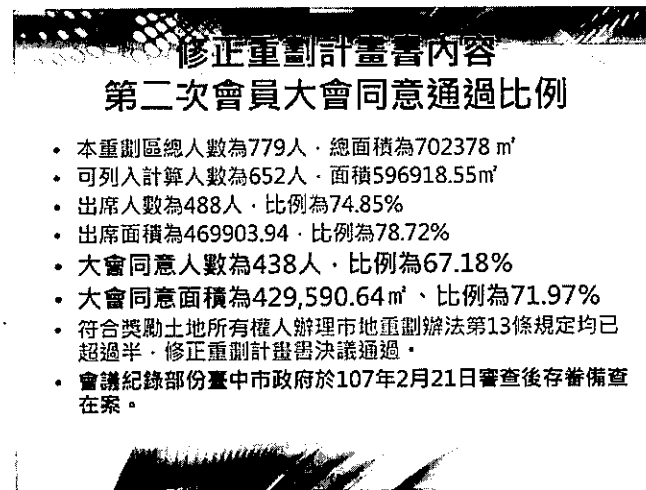 修正重劃計畫書內容
第二次會員大會同意通過比例
• 本重劃區總人數為779人，總面積為702378㎡
• 可列入計算人數為652人，面積596918.55㎡
• 出席人數為488人，比例為74.85%
• 出席面積為469903.94，比例為78.72%
• 大會同意人數為438人，比例為67.18%
• 大會同意面積為429,590.64㎡、比例為71.97%
• 符合獎勵土地所有權人辦理市地重劃辦法第13條規定均已
超過半，修正重劃計畫書決議通過。
• 會議紀錄部份臺中市政府於107年2月21日審查後存普備查
在案。